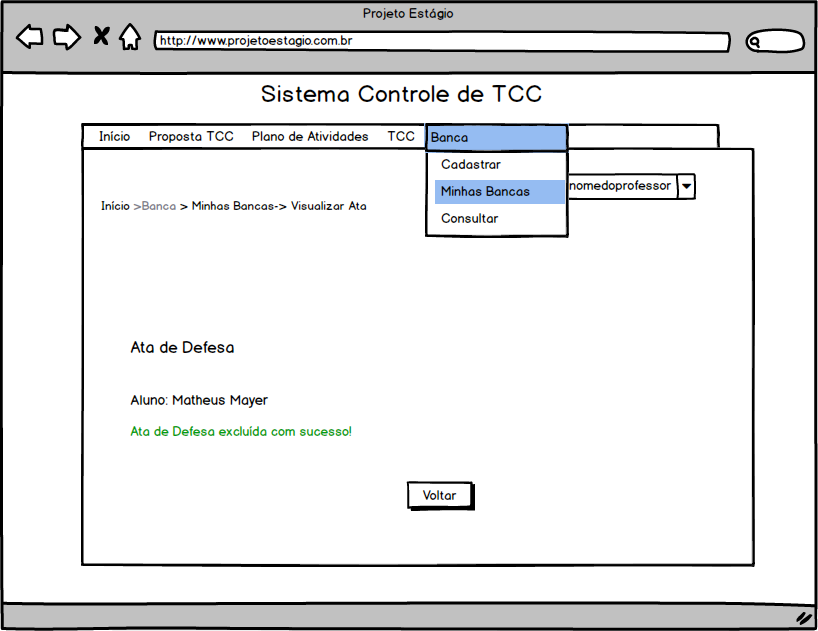 Projeto Estágio
http://www.projetoestagio.com.br
Sistema Controle de TCC
Início Proposta TCC Plano de Atividades TCC Banca
Cadastrar
Minhas Bancas
Consultar
nomedoprofessor
Início >Banca > Minhas Bancas-> Visualizar Ata
Ata de Defesa
Aluno: Matheus Mayer
Ata de Defesa excluída com sucesso!
Voltar